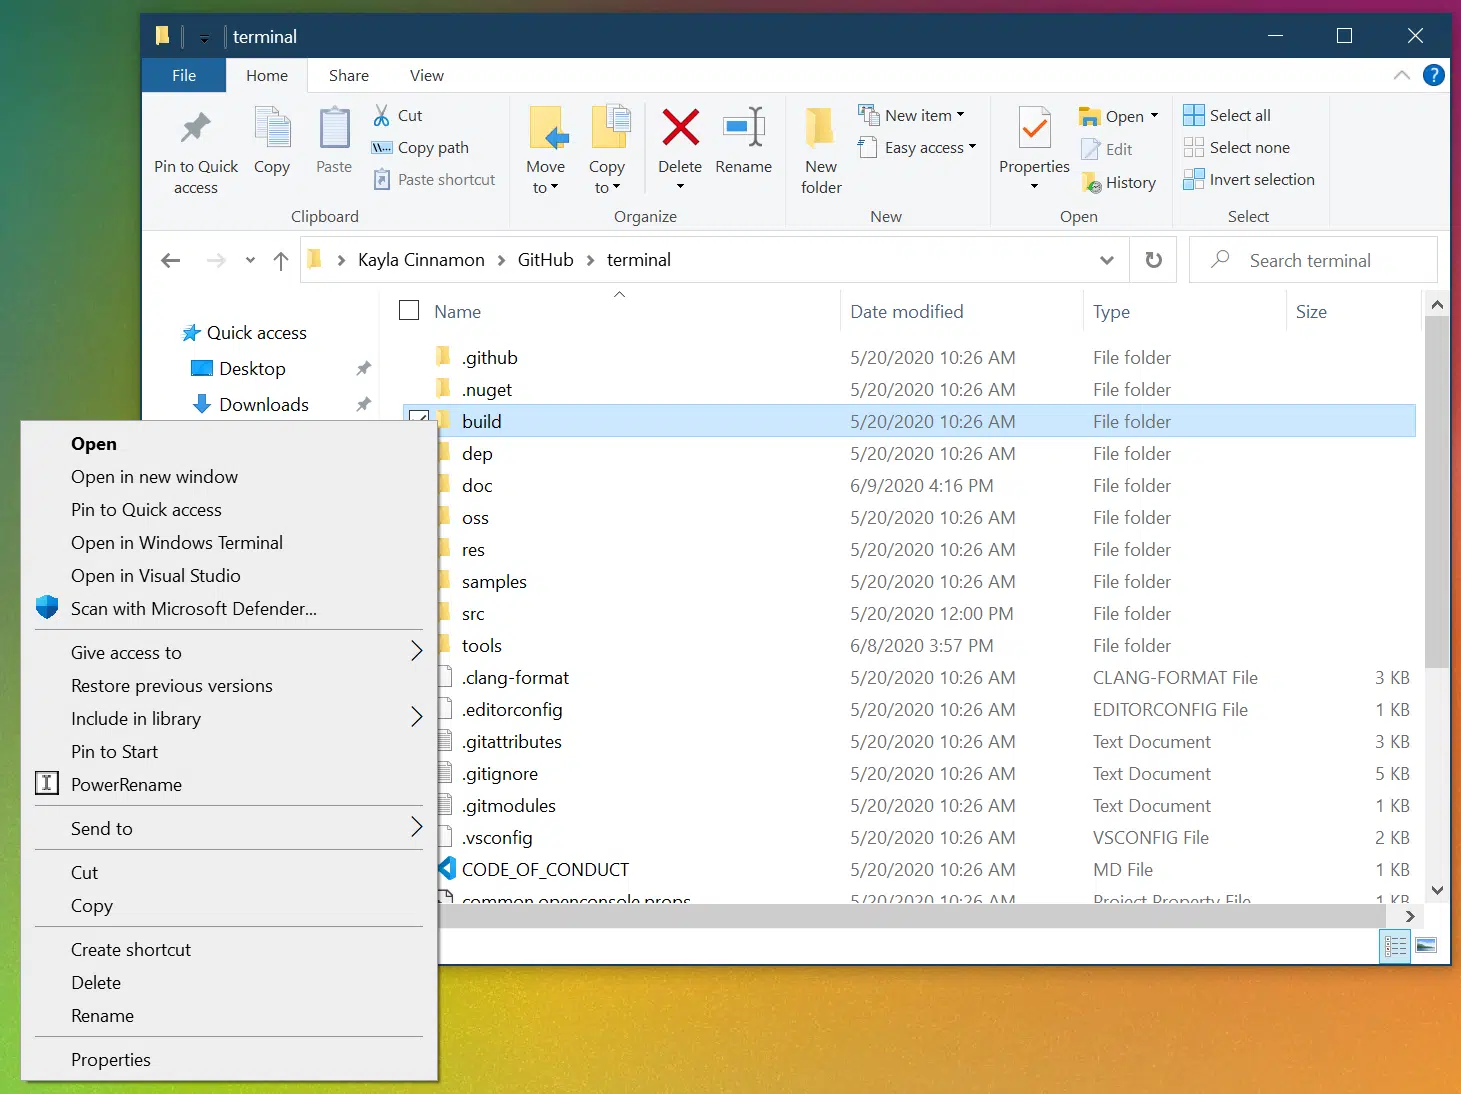 terminal
File Home Share View
?
Pin to Quick access
Copy
Paste
Cut
Copy path
Paste shortcut
Clipboard
Move to
Copy to
Delete
Rename
Organize
New folder
New item
Easy access
New
Properties
Open
Edit
History
Open
Select all
Select none
Invert selection
Select
Kayla Cinnamon GitHub terminal
Search terminal
Quick access
Desktop
Downloads
Name Date modified Type Size
.github 5/20/2020 10:26 AM File folder
.nuget 5/20/2020 10:26 AM File folder
build 5/20/2020 10:26 AM File folder
dep 5/20/2020 10:26 AM File folder
doc 6/9/2020 4:16 PM File folder
oss 5/20/2020 10:26 AM File folder
res 5/20/2020 10:26 AM File folder
samples 5/20/2020 10:26 AM File folder
src 5/20/2020 12:00 PM File folder
tools 6/8/2020 3:57 PM File folder
.clang-format 5/20/2020 10:26 AM CLANG-FORMAT File 3 KB
.editorconfig 5/20/2020 10:26 AM EDITORCONFIG File 1 KB
.gitattributes 5/20/2020 10:26 AM Text Document 3 KB
.gitignore 5/20/2020 10:26 AM Text Document 5 KB
.gitmodules 5/20/2020 10:26 AM Text Document 1 KB
.vsconfig 5/20/2020 10:26 AM VSCONFIG File 2 KB
CODE_OF_CONDUCT 5/20/2020 10:26 AM MD File 1 KB
common.openconsole.props 5/20/2020 10:26 AM Project Property File 1 KB
Open
Open in new window
Pin to Quick access
Open in Windows Terminal
Open in Visual Studio
Scan with Microsoft Defender...
Give access to
Restore previous versions
Include in library
Pin to Start
PowerRename
Send to
Cut
Copy
Create shortcut
Delete
Rename
Properties